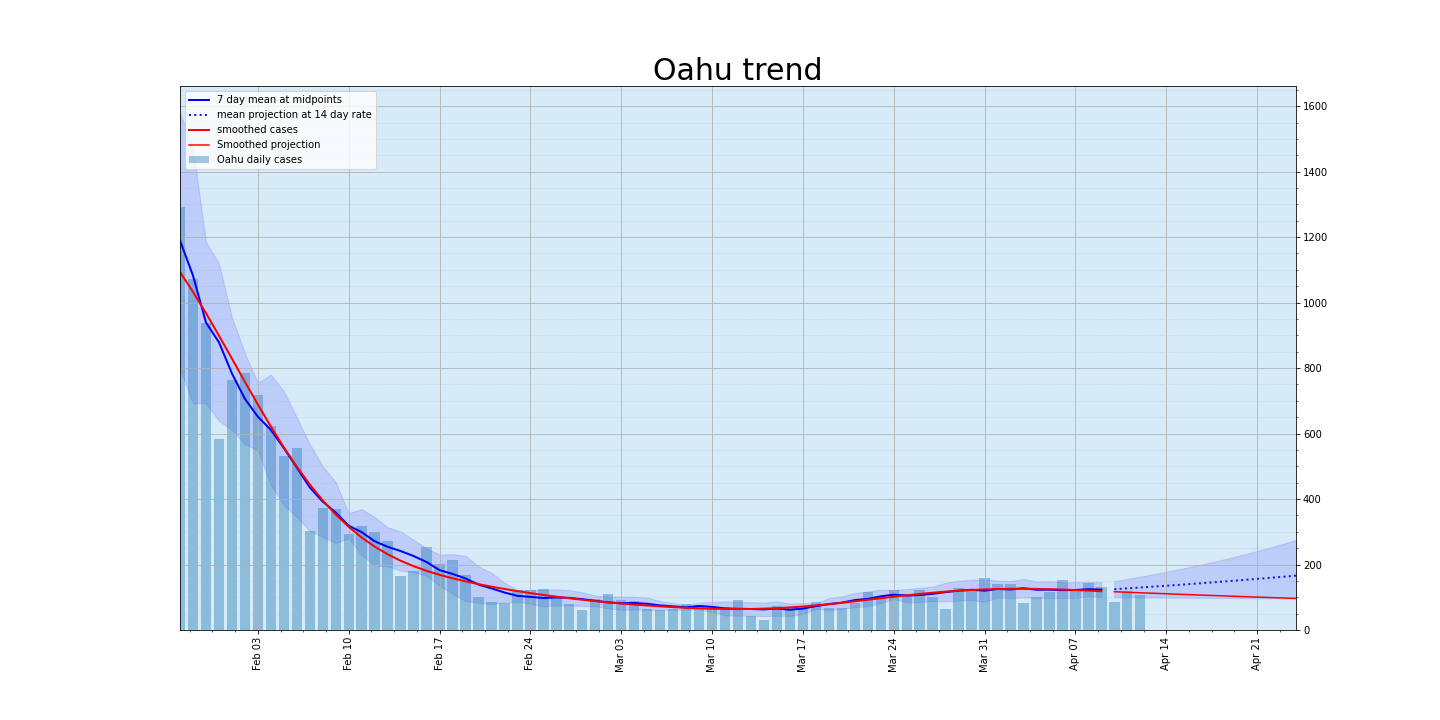 Oahu trend
7 day mean at midpoints
mean projection at 14 day rate
smoothed cases
Smoothed projection
Oahu daily cases
1600
1400
1200
1000
800
600
400
200
0
Feb 03
Feb 10
Feb 17
Feb 24
Mar 03
Mar 10
Mar 17
Mar 24
Mar 31
Apr 07
Apr 14
Apr 21